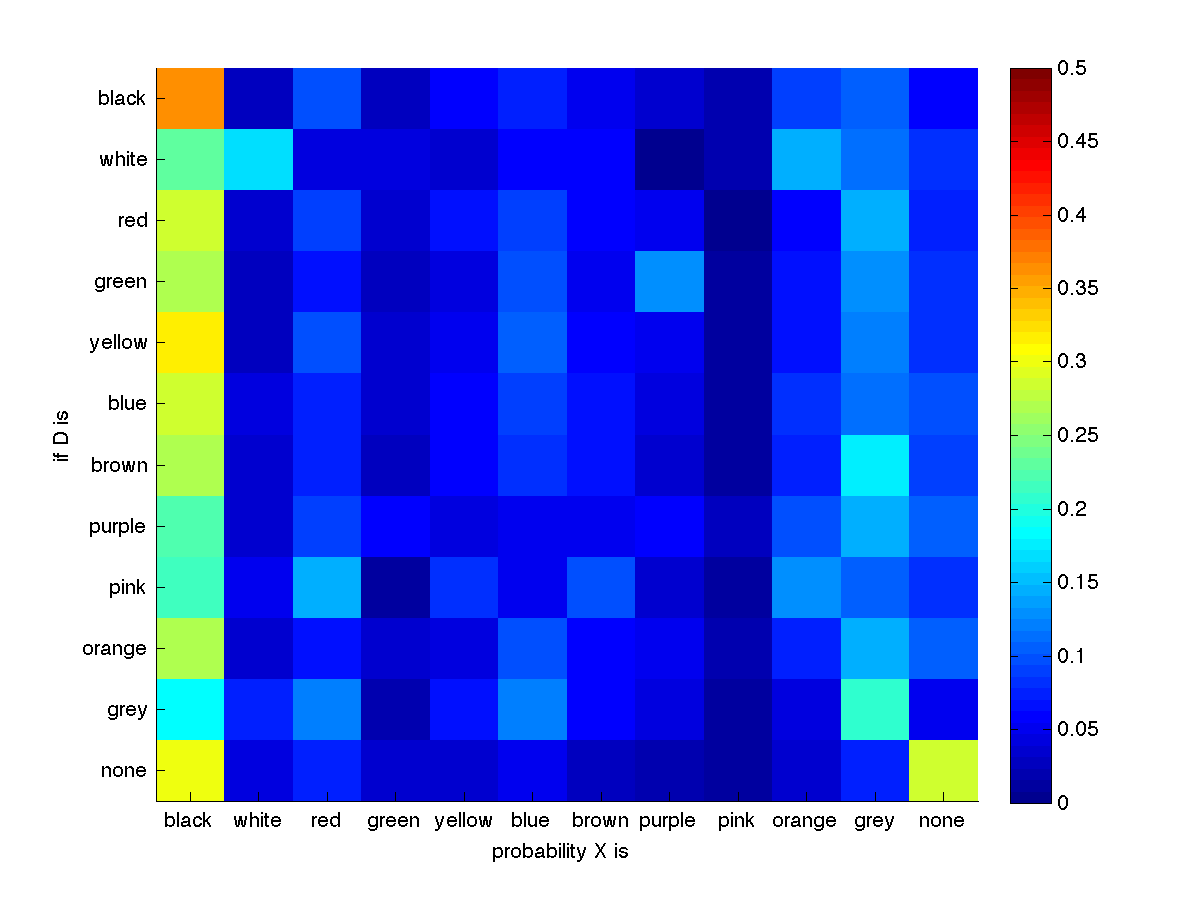 black
white
red
green
yellow
blue
brown
purple
pink
orange
grey
none
if D is
black white red green yellow blue brown purple pink orange grey none
probability X is
0.5
0.45
0.4
0.35
0.3
0.25
0.2
0.15
0.1
0.05
0